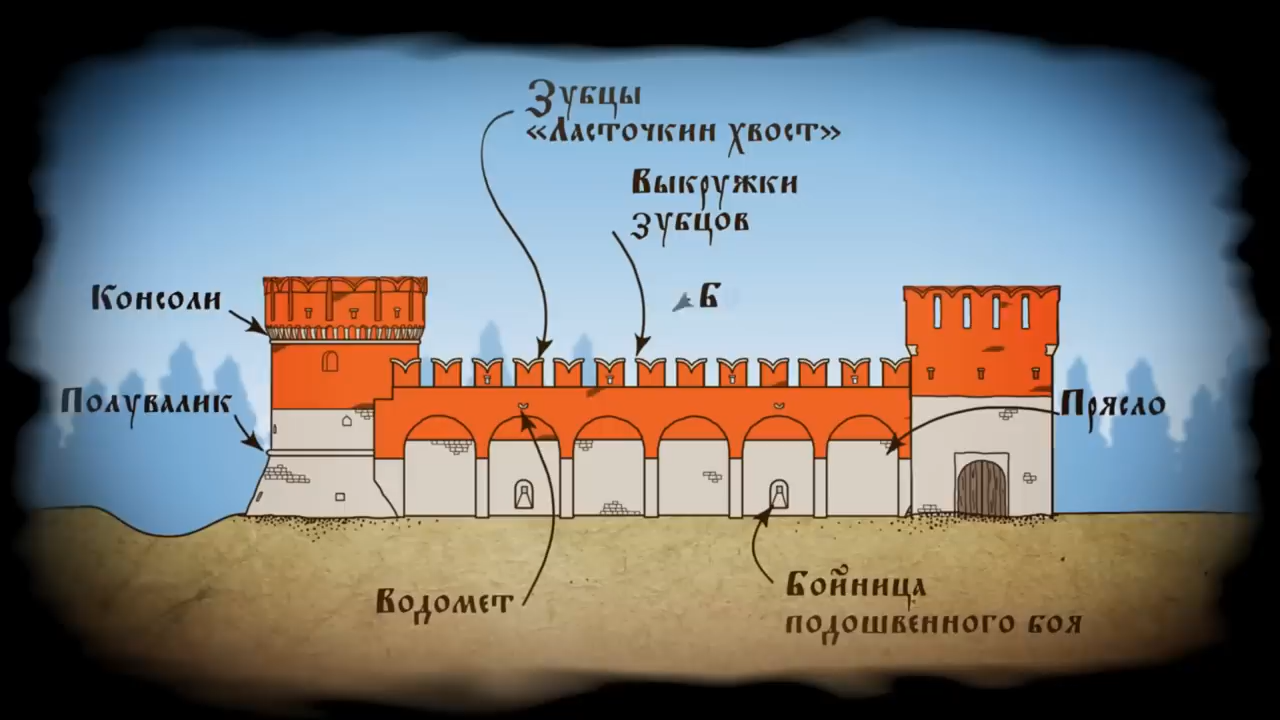 Зубцы
«Ласточкин хвост»
Выкружки
зубцов
Консоли
Б
Полувалик
Прясло
Водомет
Бойница
подошвенного боя